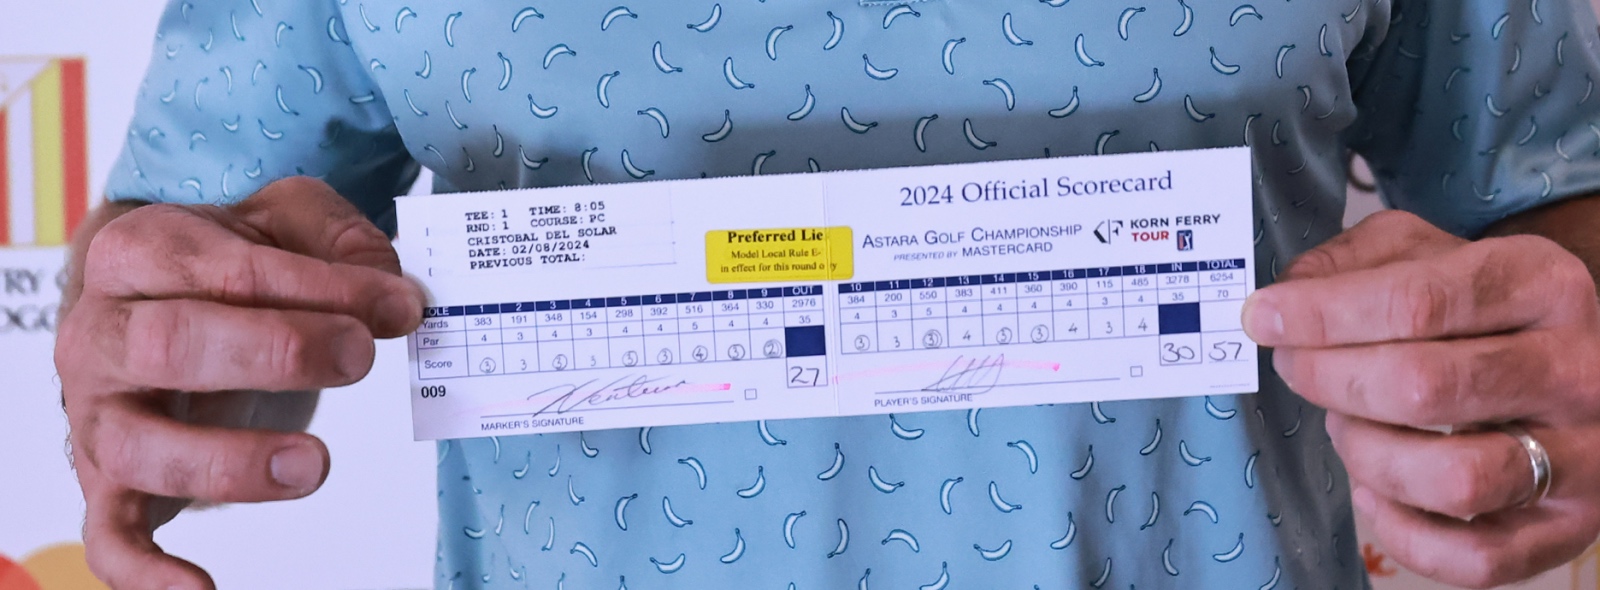 TEE: 1 TIME: 8:05
RND: 1 COURSE: PC
CRISTOBAL DEL SOLAR
DATE: 02/08/2024
PREVIOUS TOTAL:
Preferred Lie
Model Local Rule E-
in effect for this round o y
2024 Official Scorecard
ASTARA GOLF CHAMPIONSHIP
PRESENTED BY MASTERCARD
KORN FERRY
TOUR
OLE 1 2 3 4 5 6 7 8 9 OUT
Yards 383 191 348 154 298 392 516 364 330 2976
Par 4 3 4 3 4 4 5 4 4 35
Score 3 3 3 3 3 3 4 3 2 27
10 11 12 13 14 15 16 17 18 IN TOTAL
384 200 550 383 411 360 390 115 485 3278 6254
4 3 5 4 4 4 4 3 4 35 70
3 3 3 4 3 3 4 3 4 30 57
009
MARKER'S SIGNATURE
PLAYER'S SIGNATURE
RY